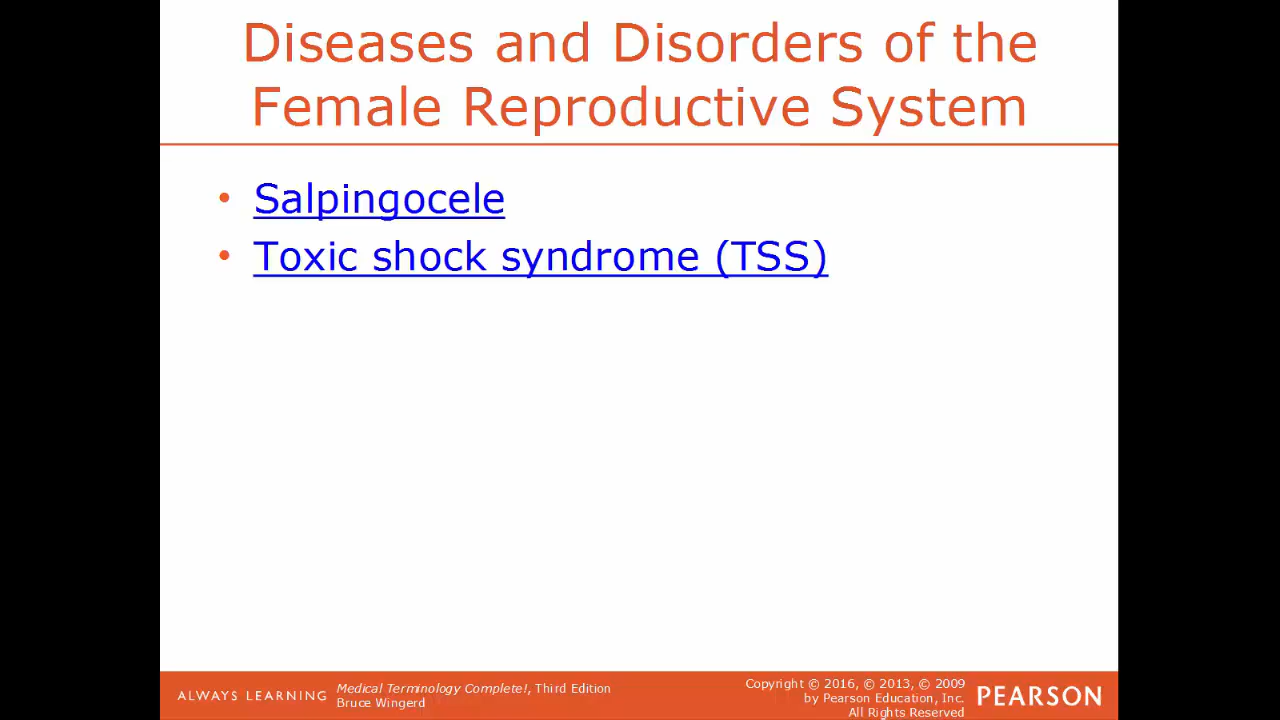 Diseases and Disorders of the
Female Reproductive System
• Salpingocele
• Toxic shock syndrome (TSS)
ALWAYS LEARNING
Medical Terminology Complete!, Third Edition
Bruce Wingerd
Copyright © 2016, © 2013, © 2009
by Pearson Education, Inc.
All Rights Reserved
PEARSON